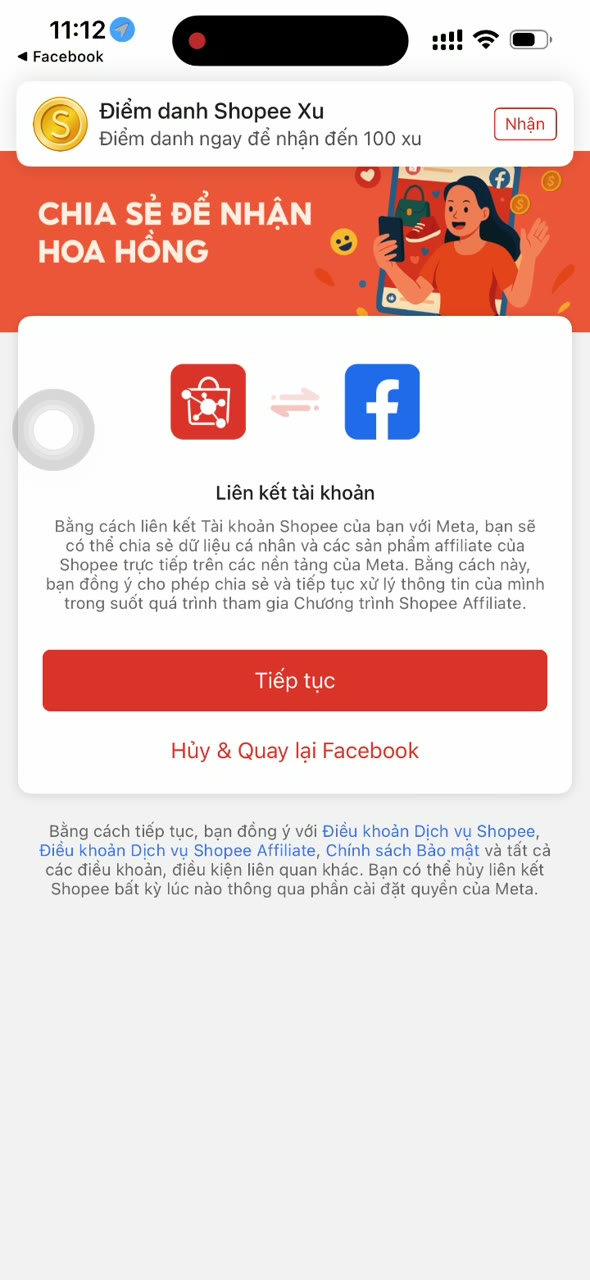 11:12
◀ Facebook
Điểm danh Shopee Xu
Điểm danh ngay để nhận đến 100 xu
Nhận
CHIA SẺ ĐỂ NHẬN
HOA HỒNG
Liên kết tài khoản
Bằng cách liên kết Tài khoản Shopee của bạn với Meta, bạn sẽ
có thể chia sẻ dữ liệu cá nhân và các sản phẩm affiliate của
Shopee trực tiếp trên các nền tảng của Meta. Bằng cách này,
bạn đồng ý cho phép chia sẻ và tiếp tục xử lý thông tin của mình
trong suốt quá trình tham gia Chương trình Shopee Affiliate.
Tiếp tục
Hủy & Quay lại Facebook
Bằng cách tiếp tục, bạn đồng ý với Điều khoản Dịch vụ Shopee,
Điều khoản Dịch vụ Shopee Affiliate, Chính sách Bảo mật và tất cả
các điều khoản, điều kiện liên quan khác. Bạn có thể hủy liên kết
Shopee bất kỳ lúc nào thông qua phần cài đặt quyền của Meta.